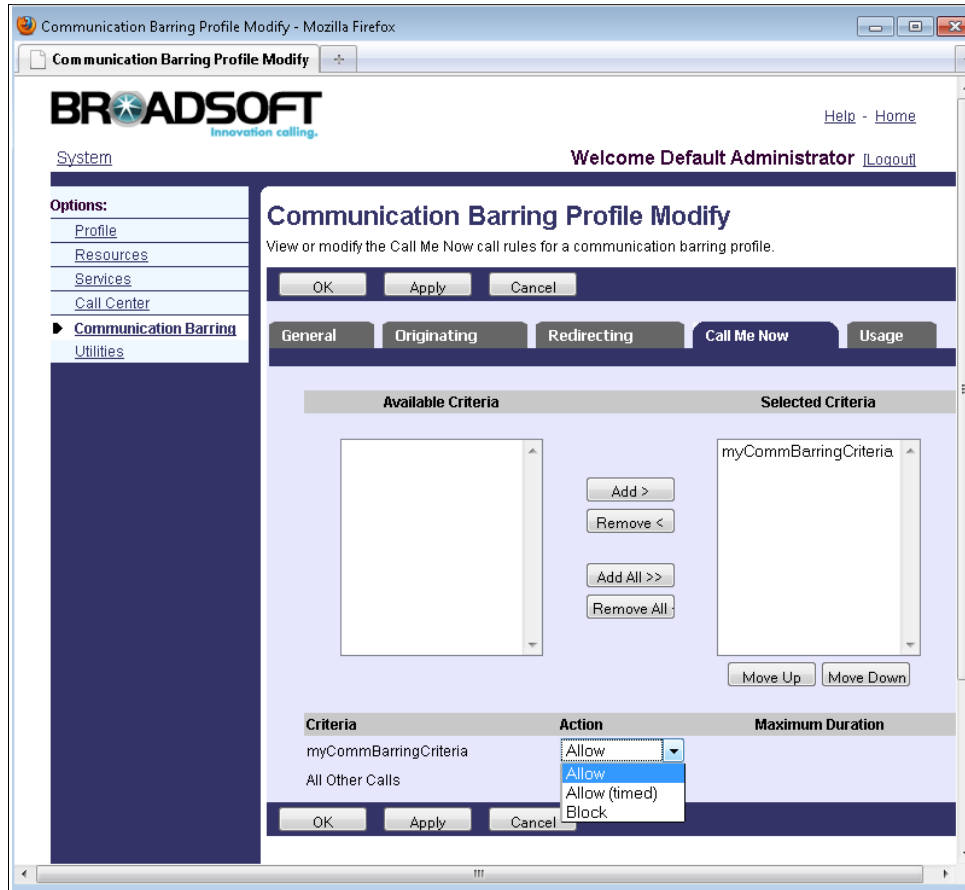 Communication Barring Profile Modify - Mozilla Firefox
Communication Barring Profile Modify
BROADSOFT
Innovation calling.
Help - Home
System
Welcome Default Administrator [Logout]
Options:
Profile
Resources
Services
Call Center
Communication Barring
Utilities
Communication Barring Profile Modify
View or modify the Call Me Now call rules for a communication barring profile.
OK Apply Cancel
General Originating Redirecting Call Me Now Usage
Available Criteria Selected Criteria
myCommBarringCriteria
Add >
Remove <
Add All >>
Remove All
Move Up Move Down
Criteria Action Maximum Duration
myCommBarringCriteria Allow
All Other Calls
Allow
Allow (timed)
Block
OK Apply Cancel